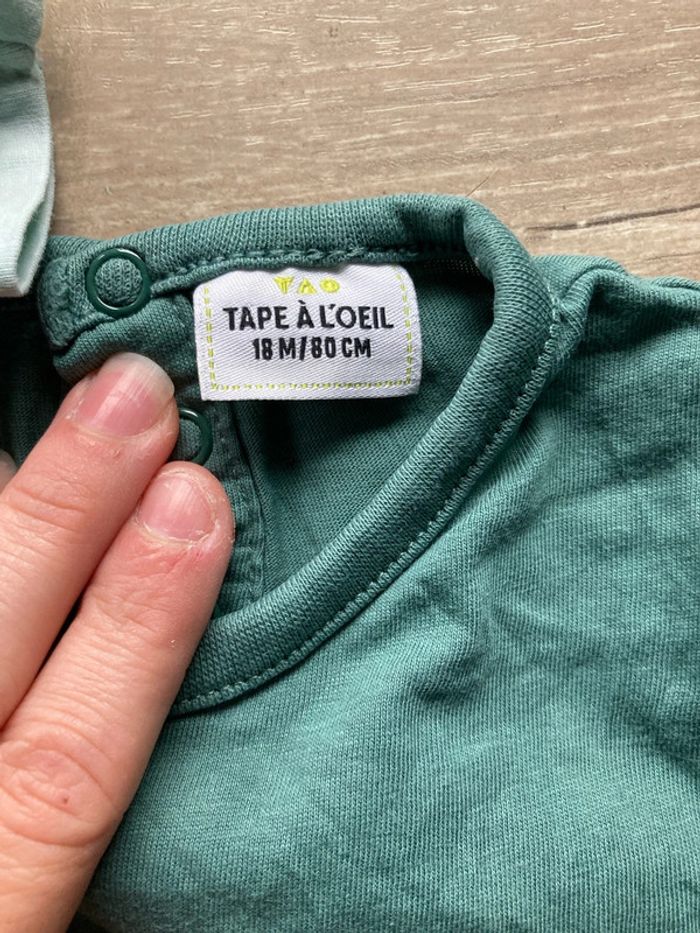 TAO
TAPE À L'OEIL
18 M/80 CM